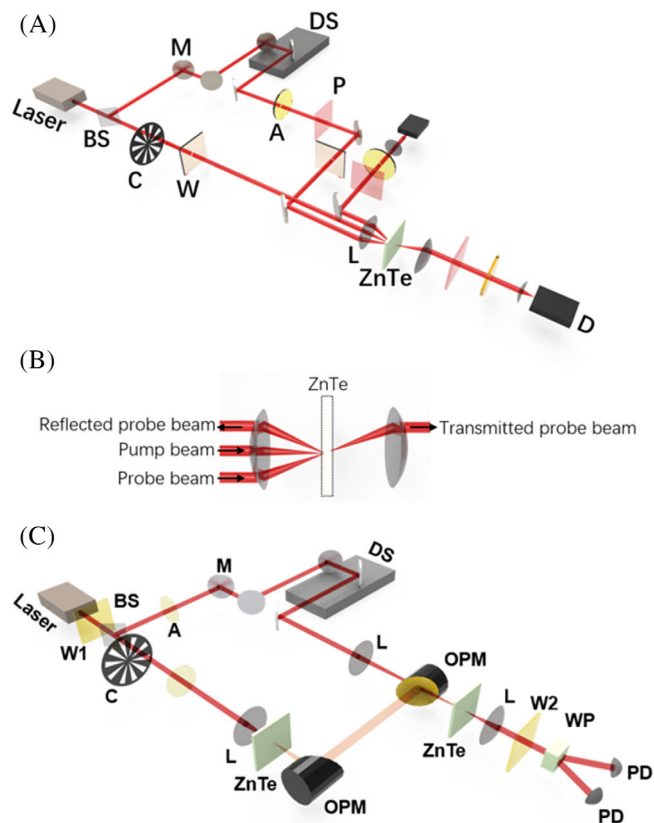 (A)
DS
M
P
Laser
BS
A
C
W
L
ZnTe
D
(B)
ZnTe
Reflected probe beam
Transmitted probe beam
Pump beam
Probe beam
(C)
DS
M
Laser
BS
A
W1
L
OPM
C
L
W2
WP
L
ZnTe
ZnTe
PD
OPM
PD